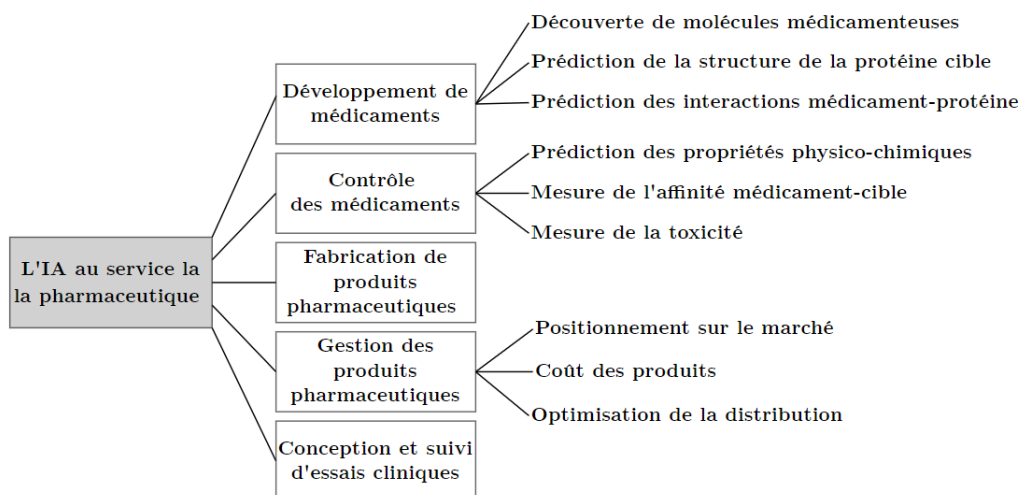 L'IA au service la
la pharmaceutique
Développement de
médicaments
Découverte de molécules médicamenteuses
Prédiction de la structure de la protéine cible
Prédiction des interactions médicament-protéine
Contrôle
des médicaments
Prédiction des propriétés physico-chimiques
Mesure de l'affinité médicament-cible
Mesure de la toxicité
Fabrication de
produits
pharmaceutiques
Gestion des
produits
pharmaceutiques
Positionnement sur le marché
Coût des produits
Optimisation de la distribution
Conception et suivi
d'essais cliniques